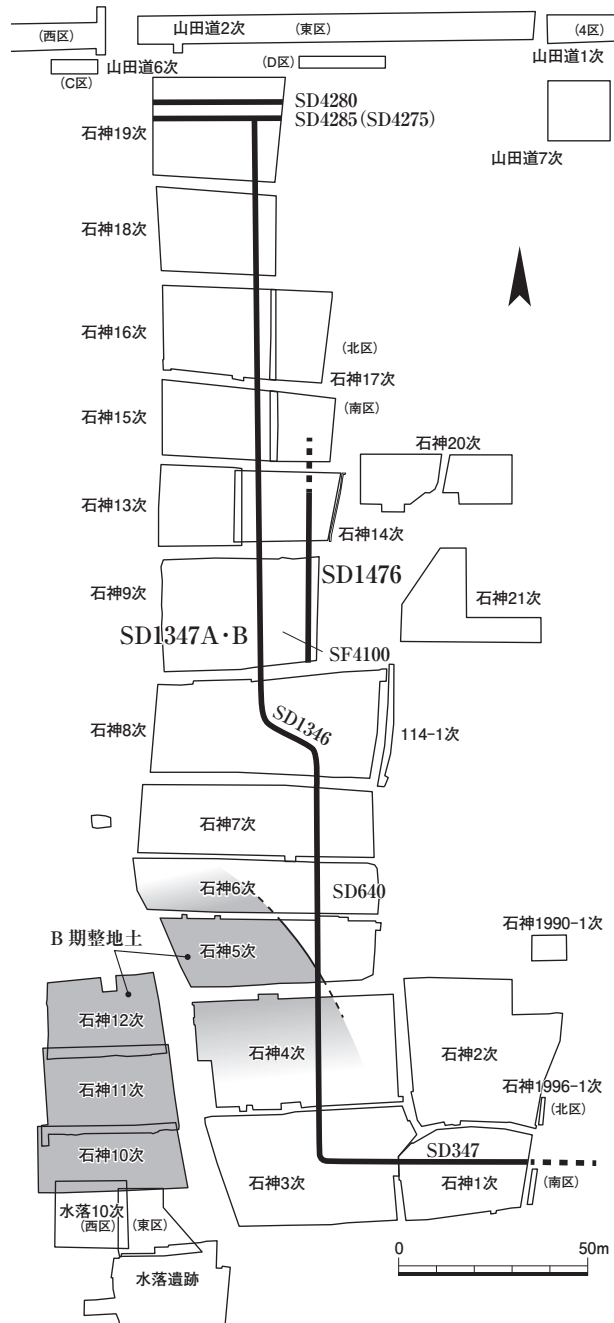 (西区)
山田道2次
(東区)
(4区)
山田道6次
(D区)
山田道1次
(C区)
SD4280
SD4285(SD4275)
石神19次
山田道7次
石神18次
石神16次
(北区)
石神17次
石神15次
(南区)
石神20次
石神13次
石神14次
SD1476
石神9次
石神21次
SD1347A・B
SF4100
SD1346
石神8次
114-1次
石神7次
石神6次
SD640
B期整地土
石神5次
石神1990-1次
石神12次
石神4次
石神2次
石神11次
石神1996-1次
(北区)
石神10次
SD347
石神3次
石神1次
(南区)
水落10次
(西区)
(東区)
0
50m
水落遺跡